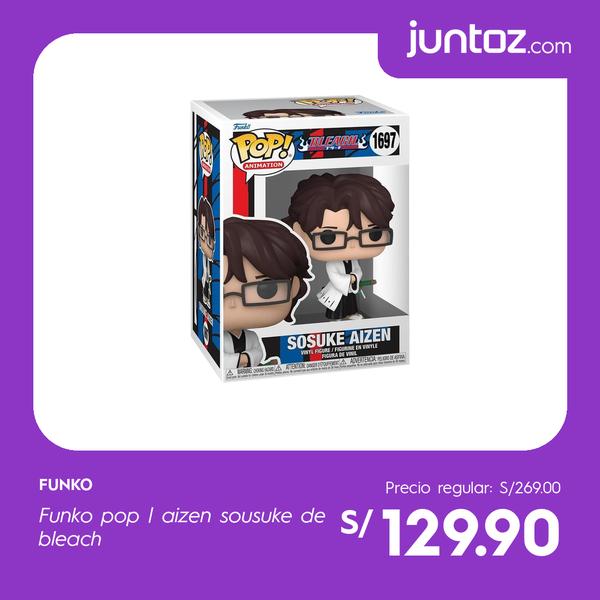 juntoz.com
Funko
POP!
ANIMATION
BLEACH
1697
SOSUKE AIZEN
VINYL FIGURE / FIGURINE EN VINYLE
FIGURA DE VINIL
FUNKO
Funko pop | aizen sousuke de
bleach
Precio regular: S/269.00
S/129.90